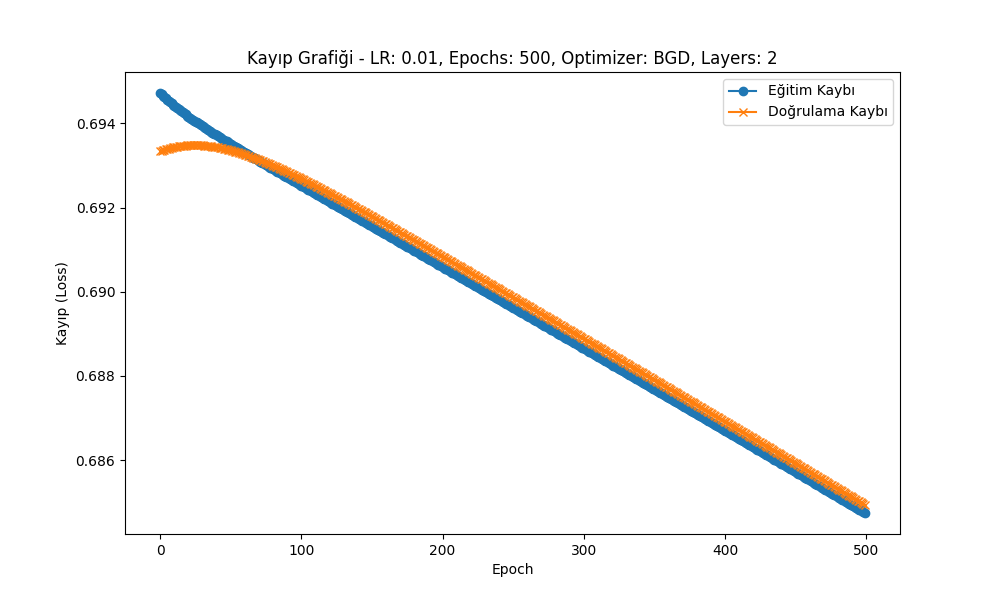 Kayıp Grafiği - LR: 0.01, Epochs: 500, Optimizer: BGD, Layers: 2
Eğitim Kaybı
Doğrulama Kaybı
0.694
0.692
0.690
0.688
0.686
Kayıp (Loss)
0 100 200 300 400 500
Epoch